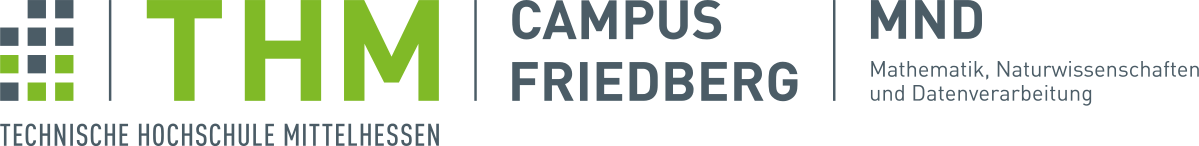 THM
TECHNISCHE HOCHSCHULE MITTELHESSEN
CAMPUS
FRIEDBERG
MND
Mathematik, Naturwissenschaften
und Datenverarbeitung